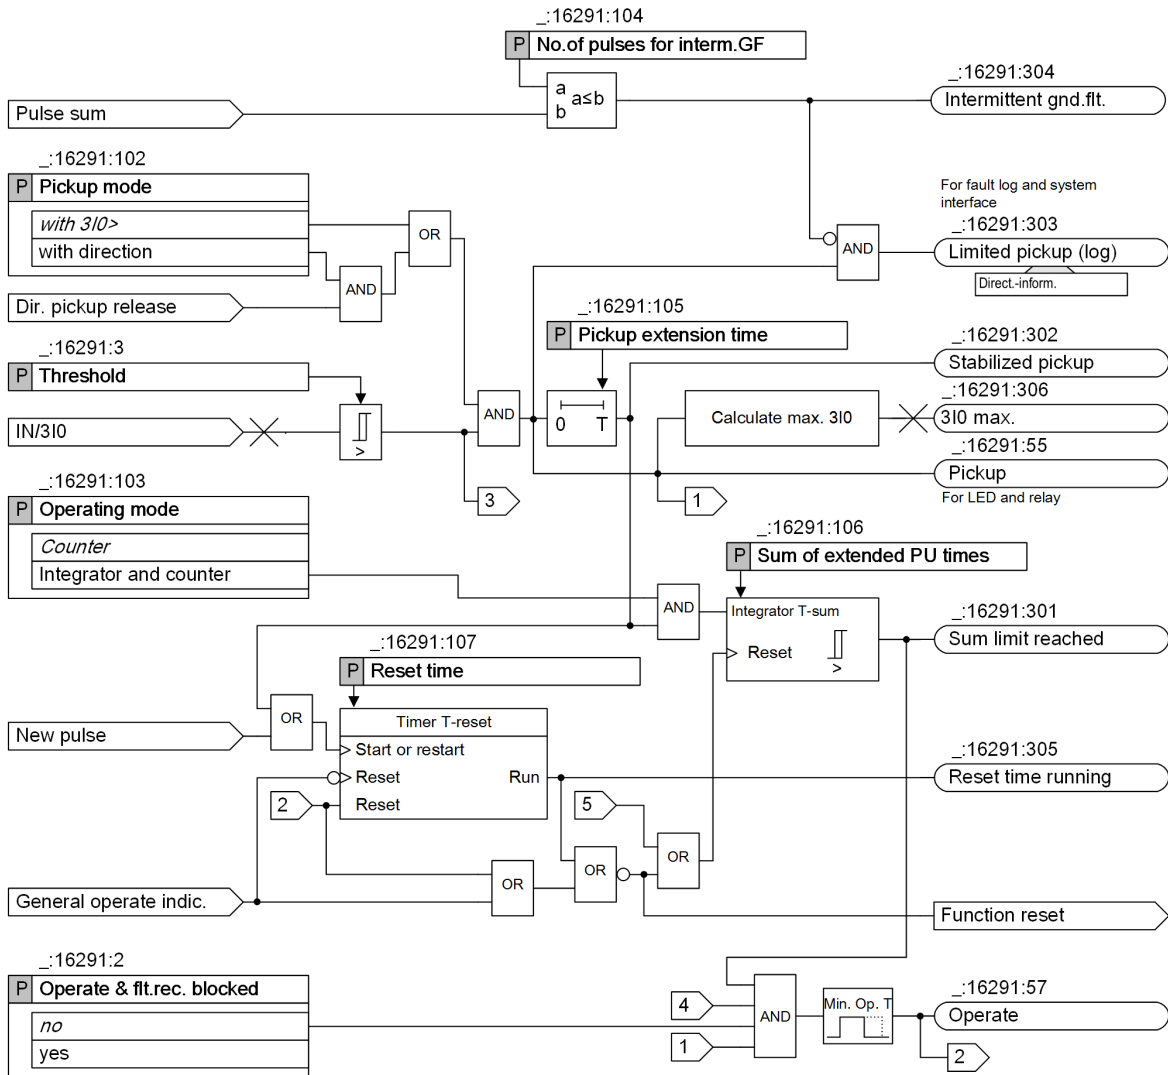 _:16291:104
P No.of pulses for interm.GF
a
b
a≤b
_:16291:304
Intermittent gnd.flt.
Pulse sum
_:16291:102
P Pickup mode
with 3I0>
with direction
OR
AND
Dir. pickup release
For fault log and system
interface
_:16291:303
AND
Limited pickup (log)
Direct.-inform.
_:16291:105
P Pickup extension time
_:16291:3
P Threshold
_:16291:302
Stabilized pickup
IN/3I0
>
AND
0 T
Calculate max. 3I0
_:16291:306
3I0 max.
_:16291:55
Pickup
For LED and relay
3
1
_:16291:103
P Operating mode
Counter
Integrator and counter
_:16291:106
P Sum of extended PU times
AND
Integrator T-sum
Reset
>
_:16291:301
Sum limit reached
_:16291:107
P Reset time
New pulse
OR
Timer T-reset
Start or restart
Reset
Run
Reset
2
5
_:16291:305
Reset time running
OR
OR
OR
General operate indic.
Function reset
_:16291:2
P Operate & flt.rec. blocked
no
yes
4
1
AND
Min. Op. T
_:16291:57
Operate
2